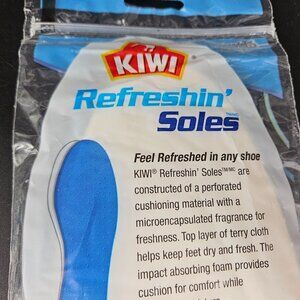 KIWI
Refreshin'
Soles
Feel Refreshed in any shoe
KIWI® Refreshin' Soles™/MC are
constructed of a perforated
cushioning material with a
microencapsulated fragrance for
freshness. Top layer of terry cloth
helps keep feet dry and fresh. The
impact absorbing foam provides
cushion for comfort while